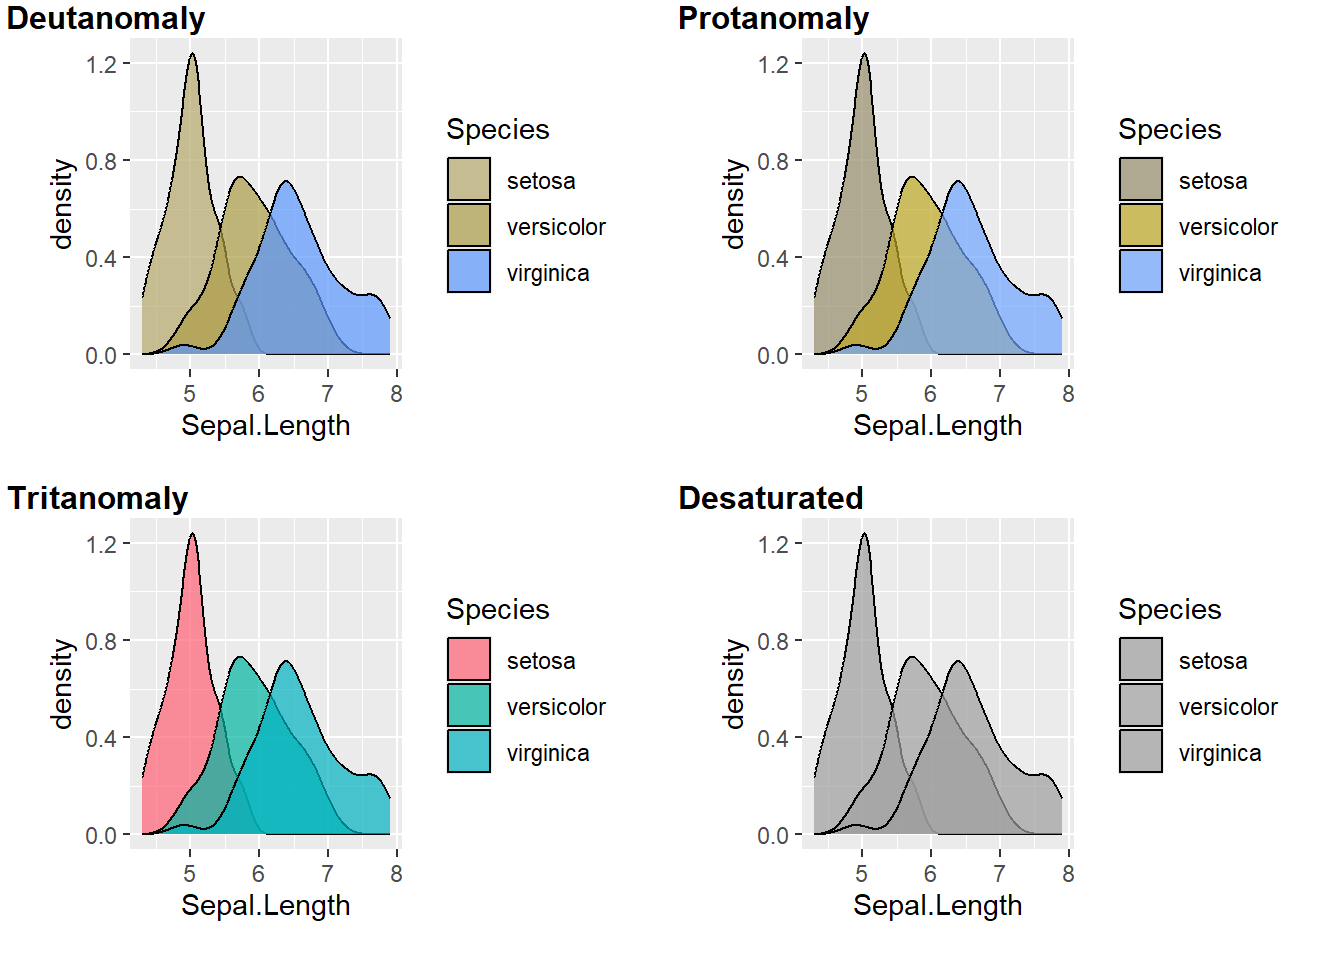 Deutanomaly
1.2
0.8
0.4
0.0
density
5 6 7 8
Sepal.Length
Species
setosa
versicolor
virginica
Protanomaly
1.2
0.8
0.4
0.0
density
5 6 7 8
Sepal.Length
Species
setosa
versicolor
virginica
Tritanomaly
1.2
0.8
0.4
0.0
density
5 6 7 8
Sepal.Length
Species
setosa
versicolor
virginica
Desaturated
1.2
0.8
0.4
0.0
density
5 6 7 8
Sepal.Length
Species
setosa
versicolor
virginica